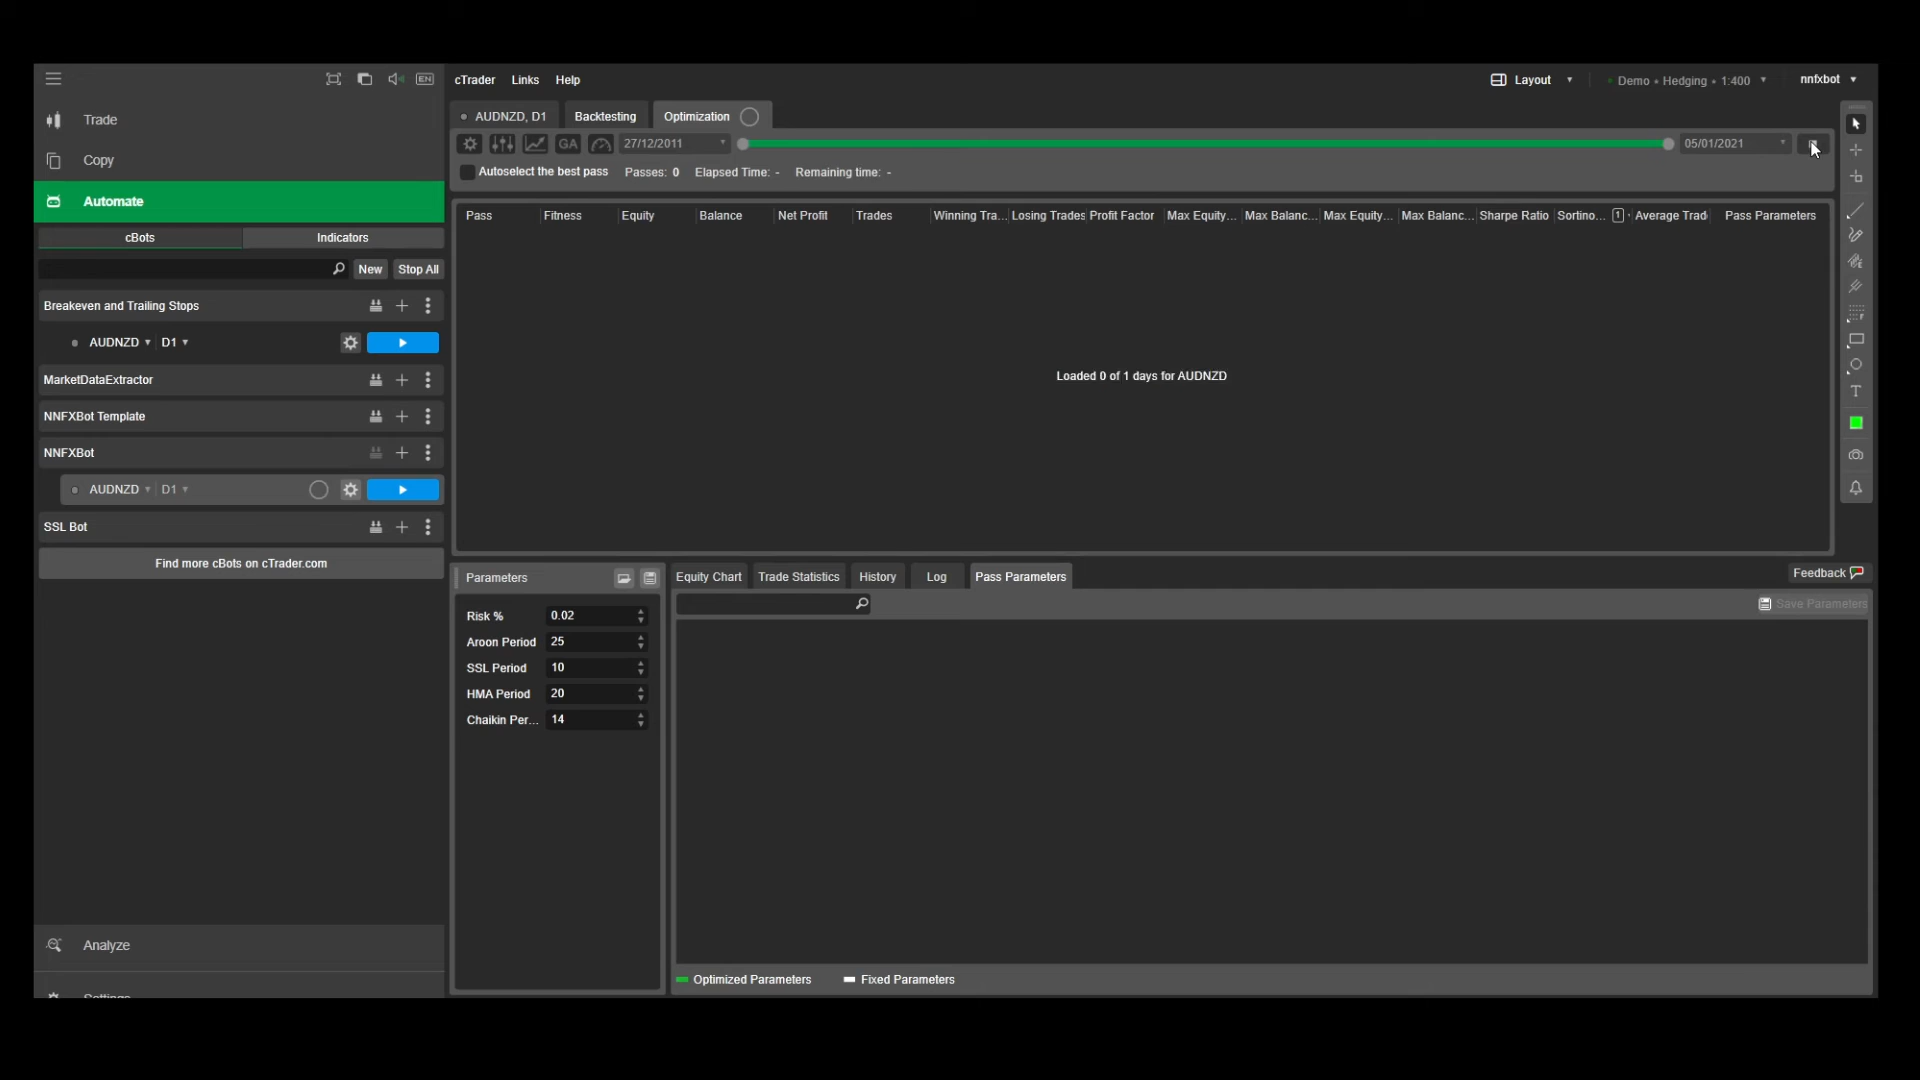 EN
cTrader Links Help
Layout
Demo • Hedging • 1:400
nnfxbot
Trade
Copy
Automate
cBots
Indicators
New
Stop All
Breakeven and Trailing Stops
AUDNZD D1
MarketDataExtractor
NNFXBot Template
NNFXBot
AUDNZD D1
SSL Bot
Find more cBots on cTrader.com
Analyze
AUDNZD, D1
Backtesting
Optimization
GA
27/12/2011
05/01/2021
Autoselect the best pass
Passes: 0
Elapsed Time: -
Remaining time: -
Pass Fitness Equity Balance Net Profit Trades Winning Tra... Losing Trades Profit Factor Max Equity... Max Balanc... Max Equity... Max Balanc... Sharpe Ratio Sortino... 1 Average Trad Pass Parameters
Loaded 0 of 1 days for AUDNZD
T
Parameters
Risk % 0.02
Aroon Period 25
SSL Period 10
HMA Period 20
Chaikin Per... 14
Equity Chart
Trade Statistics
History
Log
Pass Parameters
Feedback
Save Parameters
Optimized Parameters
Fixed Parameters